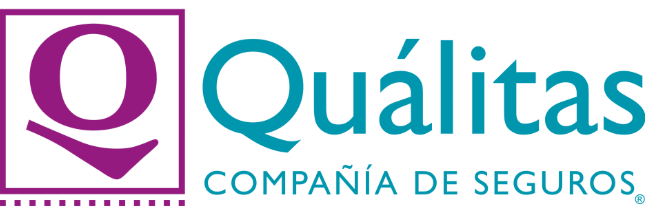 Q
Quálitas
COMPAÑÍA DE SEGUROS®